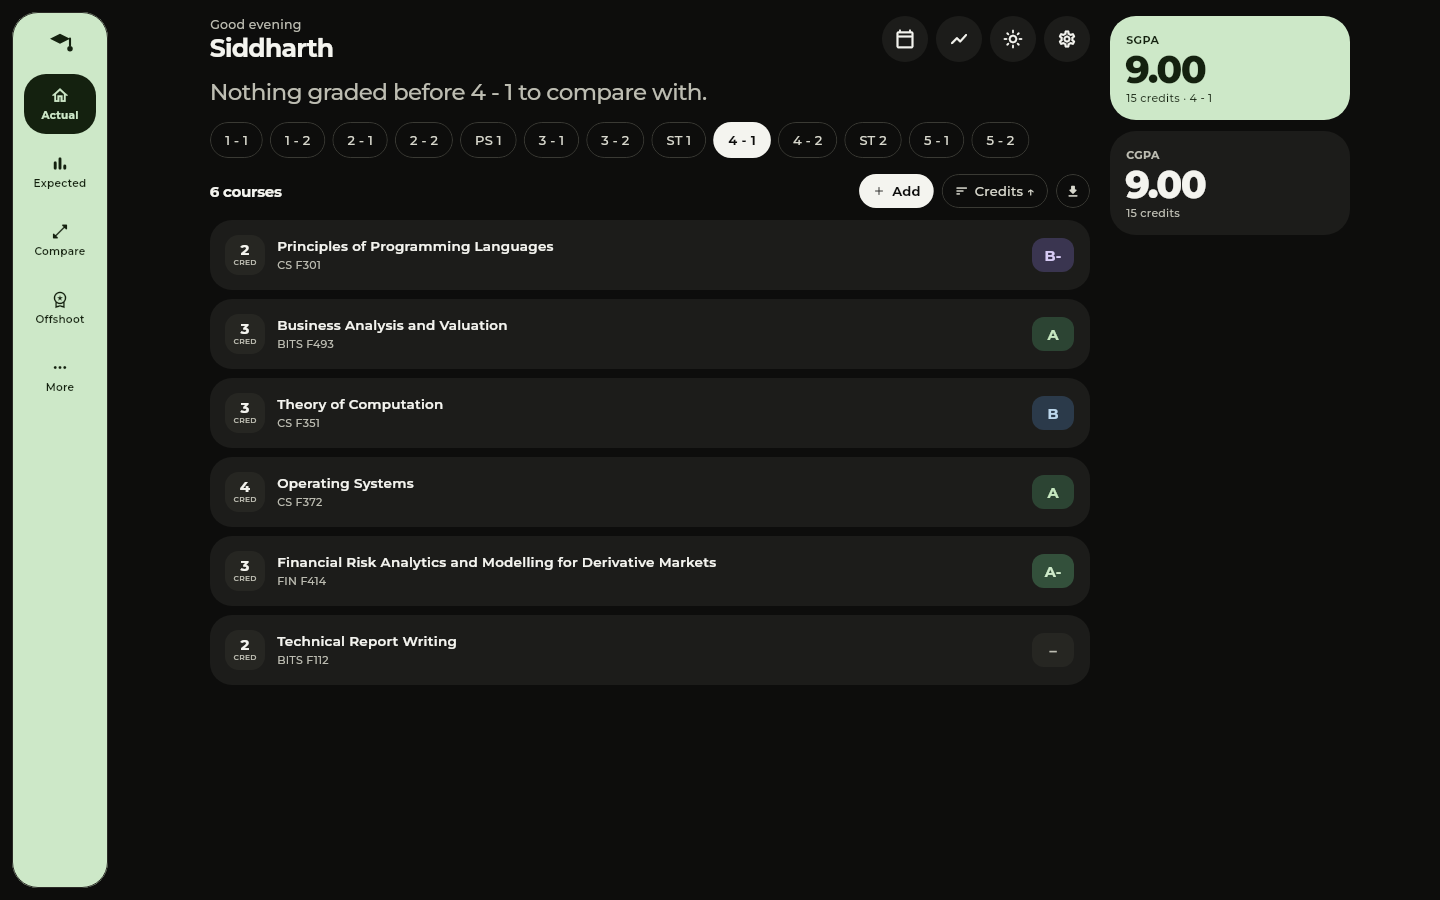 Actual
Expected
Compare
Offshoot
More
Good evening
Siddharth
Nothing graded before 4 - 1 to compare with.
1 - 1
1 - 2
2 - 1
2 - 2
PS 1
3 - 1
3 - 2
ST 1
4 - 1
4 - 2
ST 2
5 - 1
5 - 2
6 courses
+ Add
Credits ↑
2
CRED
Principles of Programming Languages
CS F301
B-
3
CRED
Business Analysis and Valuation
BITS F493
A
3
CRED
Theory of Computation
CS F351
B
4
CRED
Operating Systems
CS F372
A
3
CRED
Financial Risk Analytics and Modelling for Derivative Markets
FIN F414
A-
2
CRED
Technical Report Writing
BITS F112
–
SGPA
9.00
15 credits · 4 - 1
CGPA
9.00
15 credits